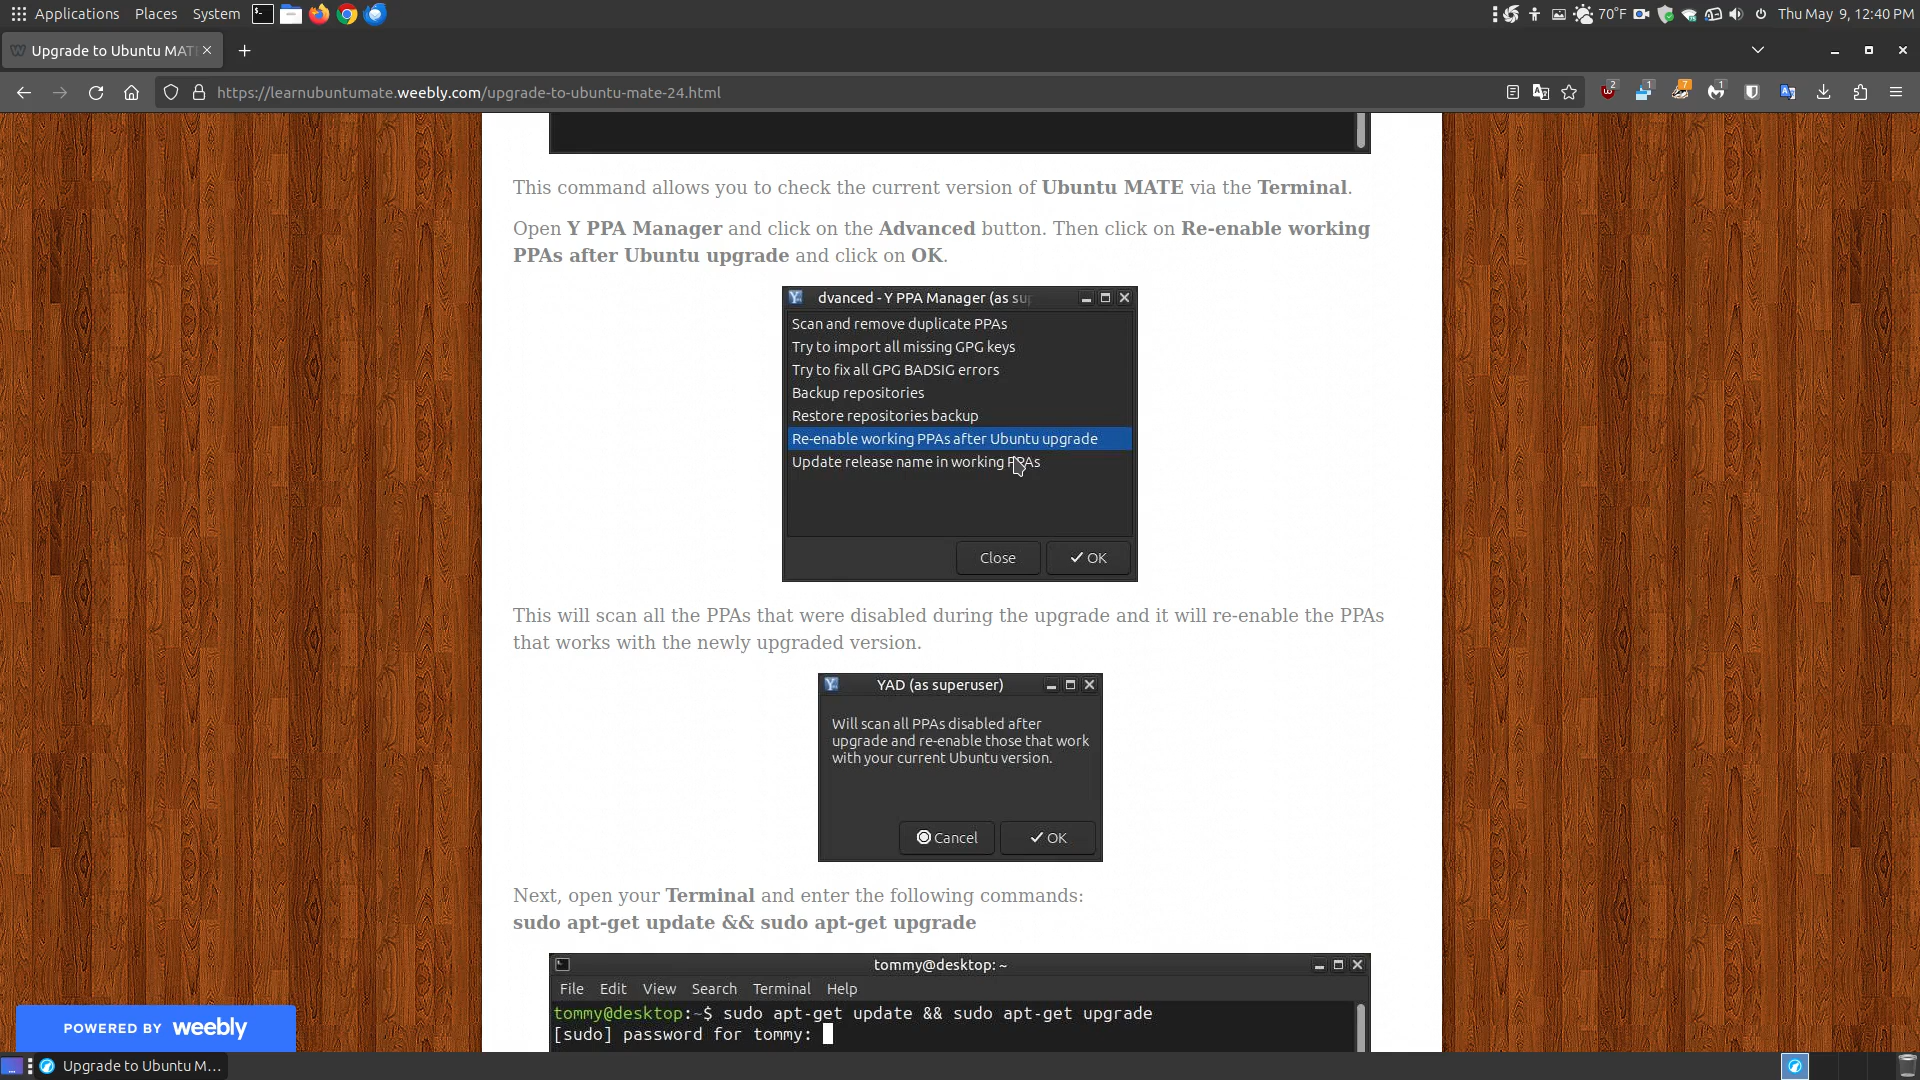 Applications Places System 70°F Thu May 9, 12:40 PM
Upgrade to Ubuntu MAT
https://learnubuntumate.weebly.com/upgrade-to-ubuntu-mate-24.html 2 1 7 1
This command allows you to check the current version of Ubuntu MATE via the Terminal.
Open Y PPA Manager and click on the Advanced button. Then click on Re-enable working
PPAs after Ubuntu upgrade and click on OK.
dvanced - Y PPA Manager (as sup
Scan and remove duplicate PPAs
Try to import all missing GPG keys
Try to fix all GPG BADSIG errors
Backup repositories
Restore repositories backup
Re-enable working PPAs after Ubuntu upgrade
Update release name in working PPAs
Close OK
This will scan all the PPAs that were disabled during the upgrade and it will re-enable the PPAs
that works with the newly upgraded version.
YAD (as superuser)
Will scan all PPAs disabled after
upgrade and re-enable those that work
with your current Ubuntu version.
Cancel OK
Next, open your Terminal and enter the following commands:
sudo apt-get update && sudo apt-get upgrade
tommy@desktop: ~
File Edit View Search Terminal Help
tommy@desktop:~$ sudo apt-get update && sudo apt-get upgrade
[sudo] password for tommy:
POWERED BY weebly
Upgrade to Ubuntu M...